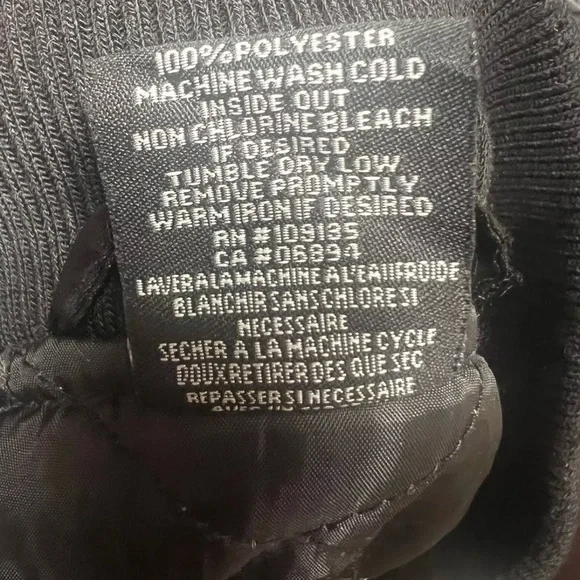 100% POLYESTER
MACHINE WASH COLD
INSIDE OUT
NON CHLORINE BLEACH
IF DESIRED
TUMBLE DRY LOW
REMOVE PROMPTLY
WARM IRON IF DESIRED
RN #109135
CA #06894
LAVER A LA MACHINE A L'EAU FROIDE
BLANCHIR SANS CHLORE SI
NECESSAIRE
SECHER A LA MACHINE CYCLE
DOUX RETIRER DES QUE SEC
REPASSER SI NECESSAIRE
AVEC UN